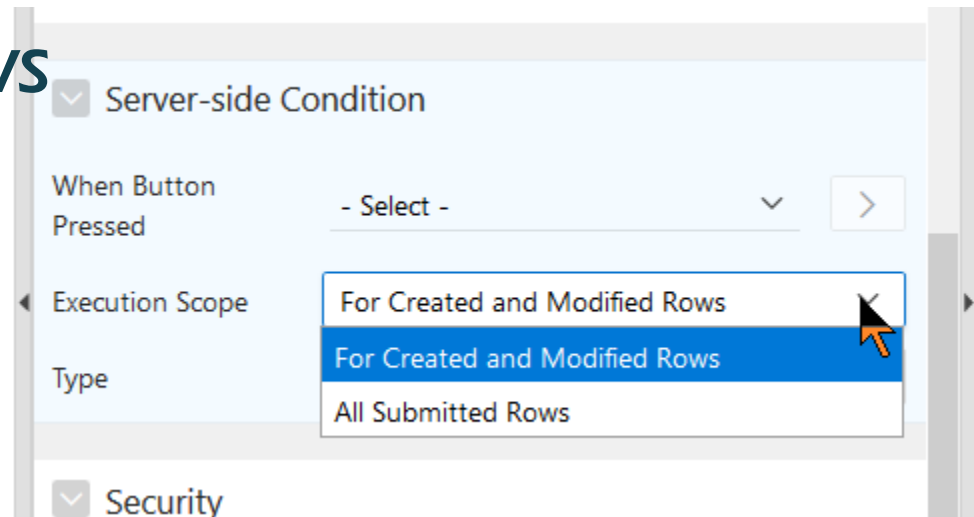 Server-side Condition
When Button
Pressed
- Select -
Execution Scope
For Created and Modified Rows
For Created and Modified Rows
Type
All Submitted Rows
Security